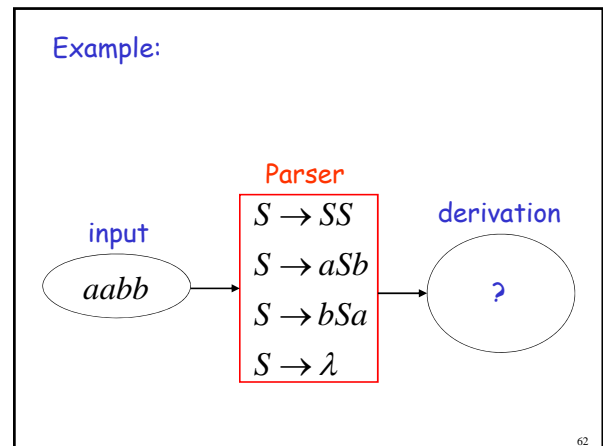 Example:
Parser
input
aabb
S → SS
S → aSb
S → bSa
S → λ
derivation
?
62